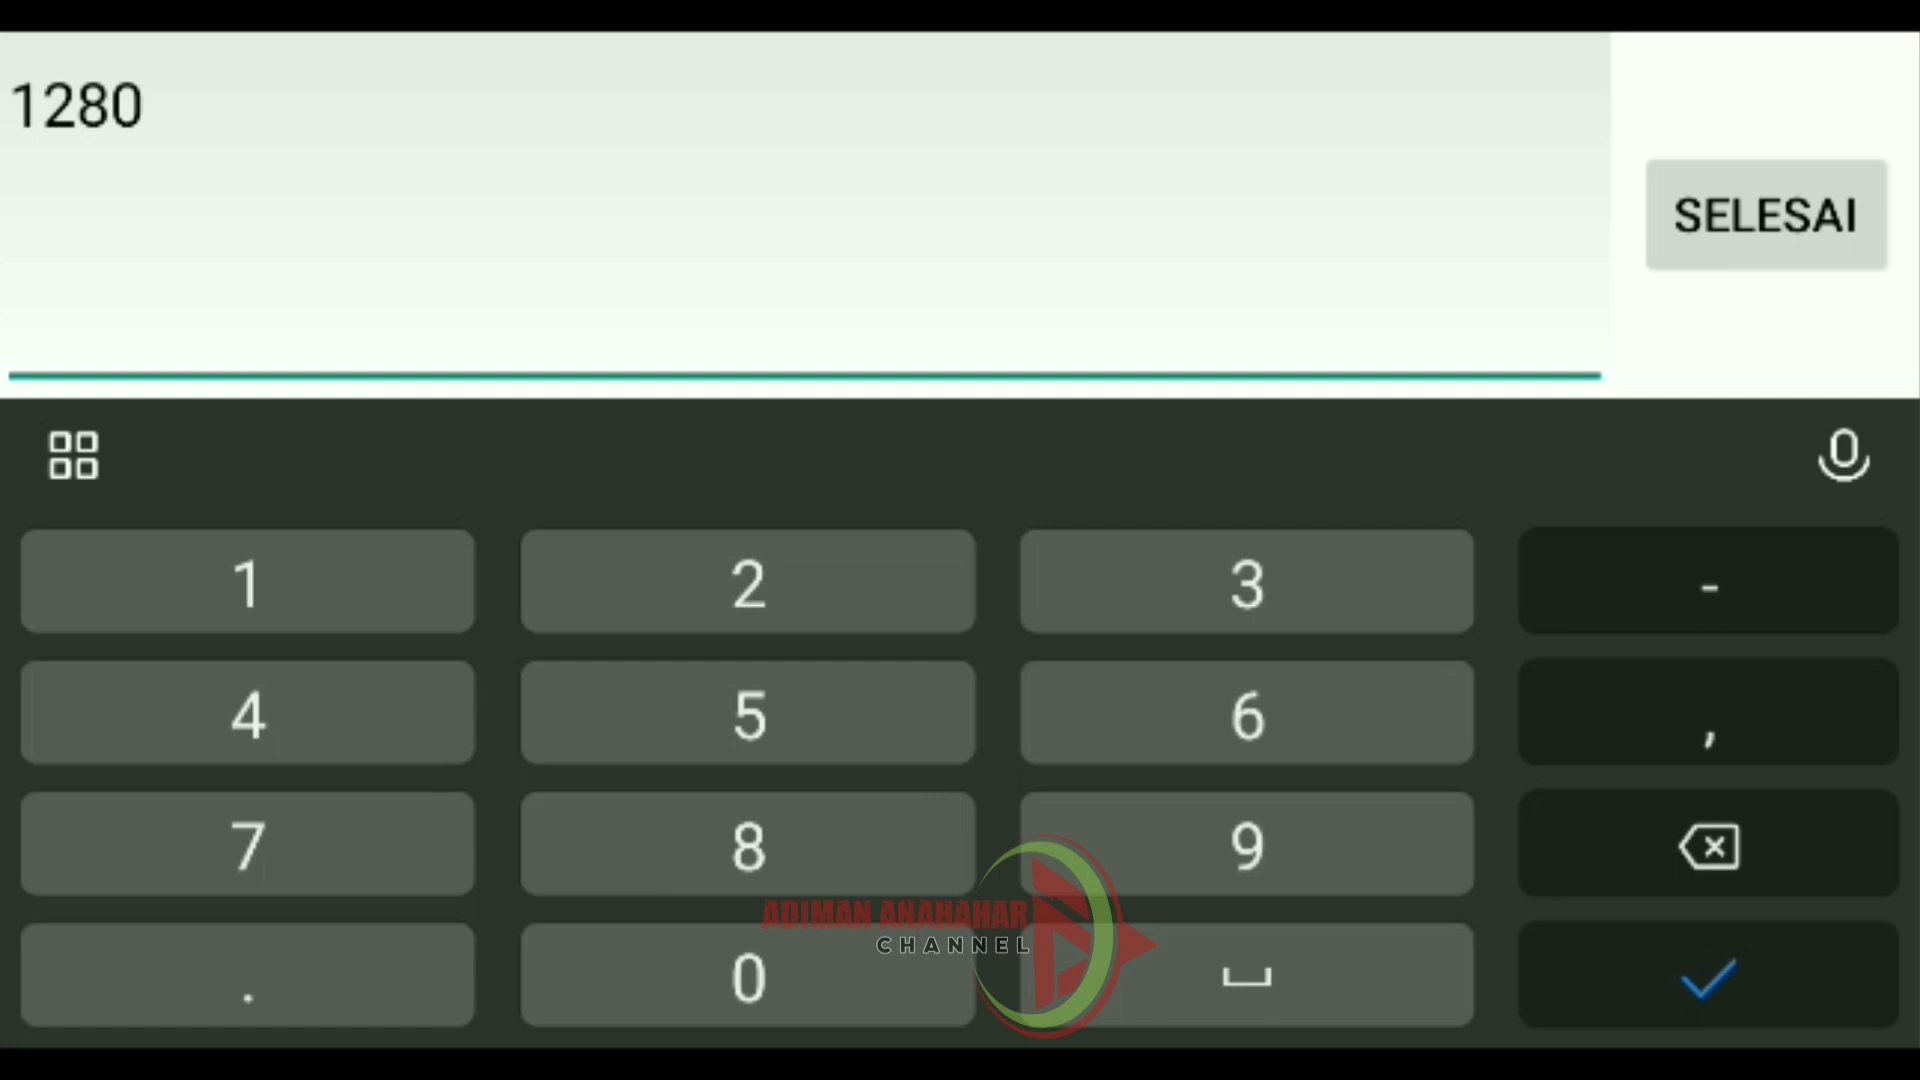 1280
SELESAI
1 2 3 -
4 5 6 ,
7 8 9
ADIMAN ANAHAHAR
CHANNEL
. 0